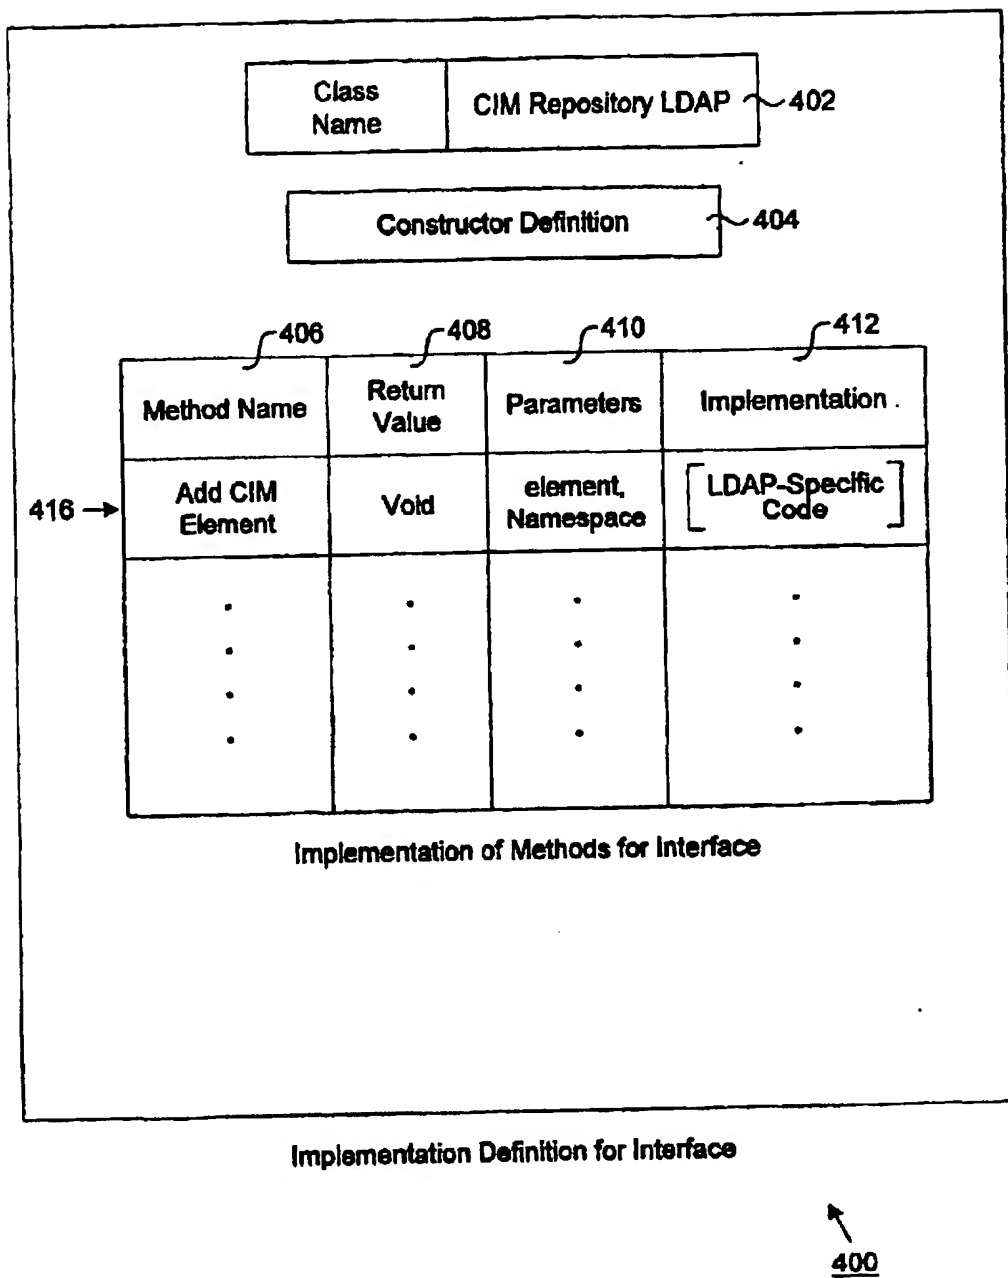 Class
Name
CIM Repository LDAP
402
Constructor Definition
404
406
408
410
412
Method Name
Return
Value
Parameters
Implementation
416
Add CIM
Element
Void
element,
Namespace
LDAP-Specific
Code
Implementation of Methods for Interface
Implementation Definition for Interface
400